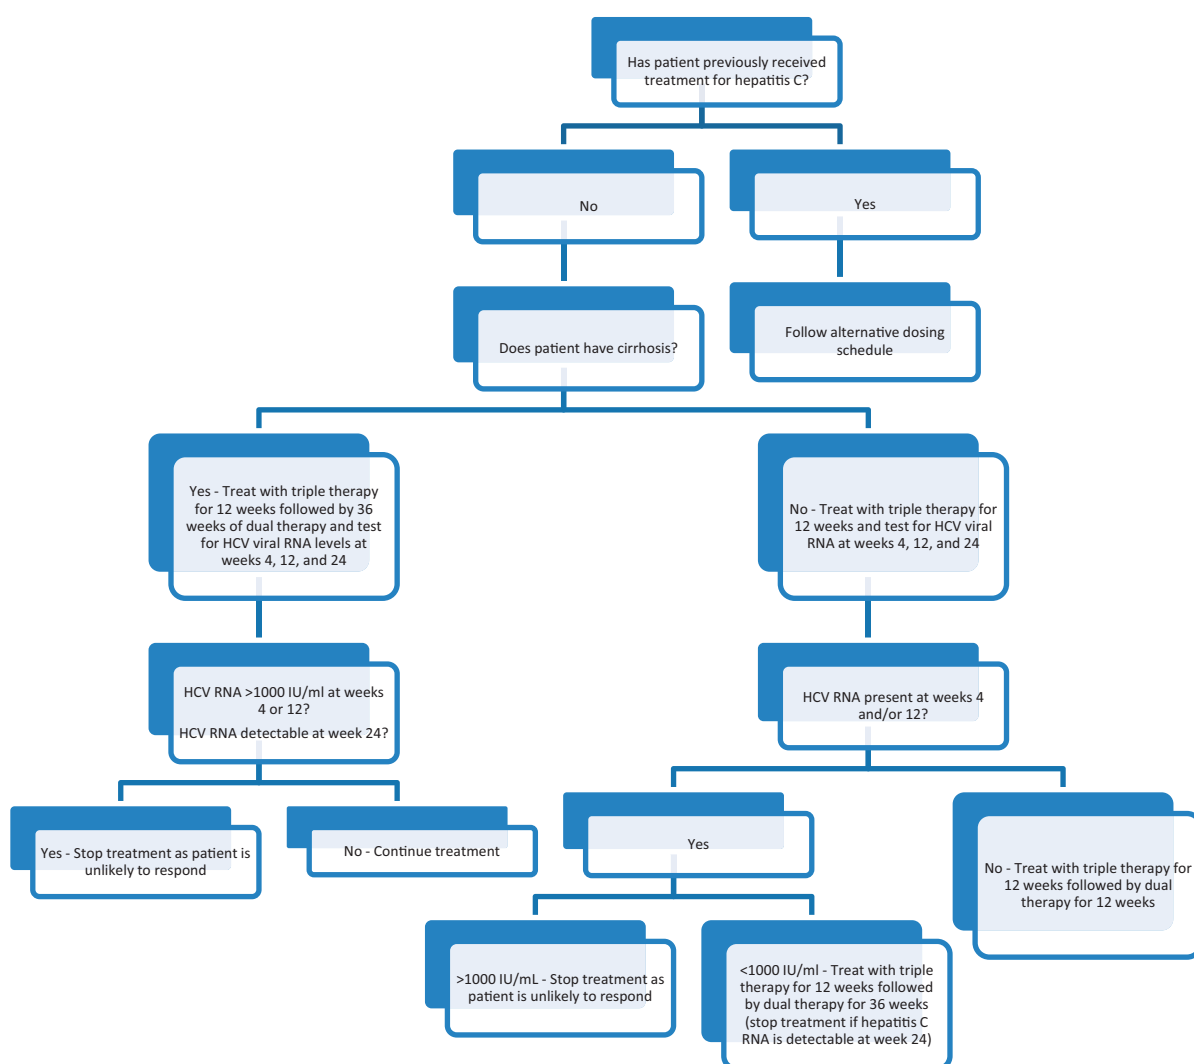 Has patient previously received
treatment for hepatitis C?
No
Yes
Does patient have cirrhosis?
Follow alternative dosing
schedule
Yes - Treat with triple therapy
for 12 weeks followed by 36
weeks of dual therapy and test
for HCV viral RNA levels at
weeks 4, 12, and 24
No - Treat with triple therapy for
12 weeks and test for HCV viral
RNA at weeks 4, 12, and 24
HCV RNA >1000 IU/ml at weeks
4 or 12?
HCV RNA detectable at week 24?
HCV RNA present at weeks 4
and/or 12?
Yes - Stop treatment as patient is
unlikely to respond
No - Continue treatment
Yes
No - Treat with triple therapy for
12 weeks followed by dual
therapy for 12 weeks
>1000 IU/mL - Stop treatment as
patient is unlikely to respond
<1000 IU/ml - Treat with triple
therapy for 12 weeks followed
by dual therapy for 36 weeks
(stop treatment if hepatitis C
RNA is detectable at week 24)